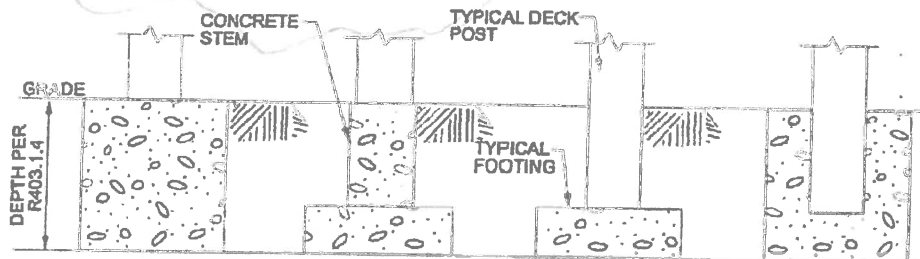 CONCRETE
STEM
TYPICAL DECK
POST
GRADE
DEPTH PER
R403.1.4
TYPICAL
FOOTING